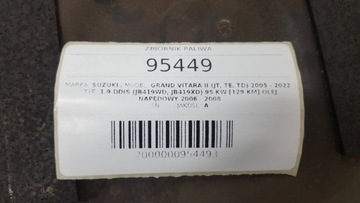 ZBIORNIK PALIWA
95449
MARKA: SUZUKI, MODEL: GRAND VITARA II (JT, TE, TD) 2005 - 2022
TYP: 1.9 DDIS (JB419WD, JB419XD) 95 KW [129 KM] OLEJ
NAPĘDOWY 2006 - 2008
A
2000000954493